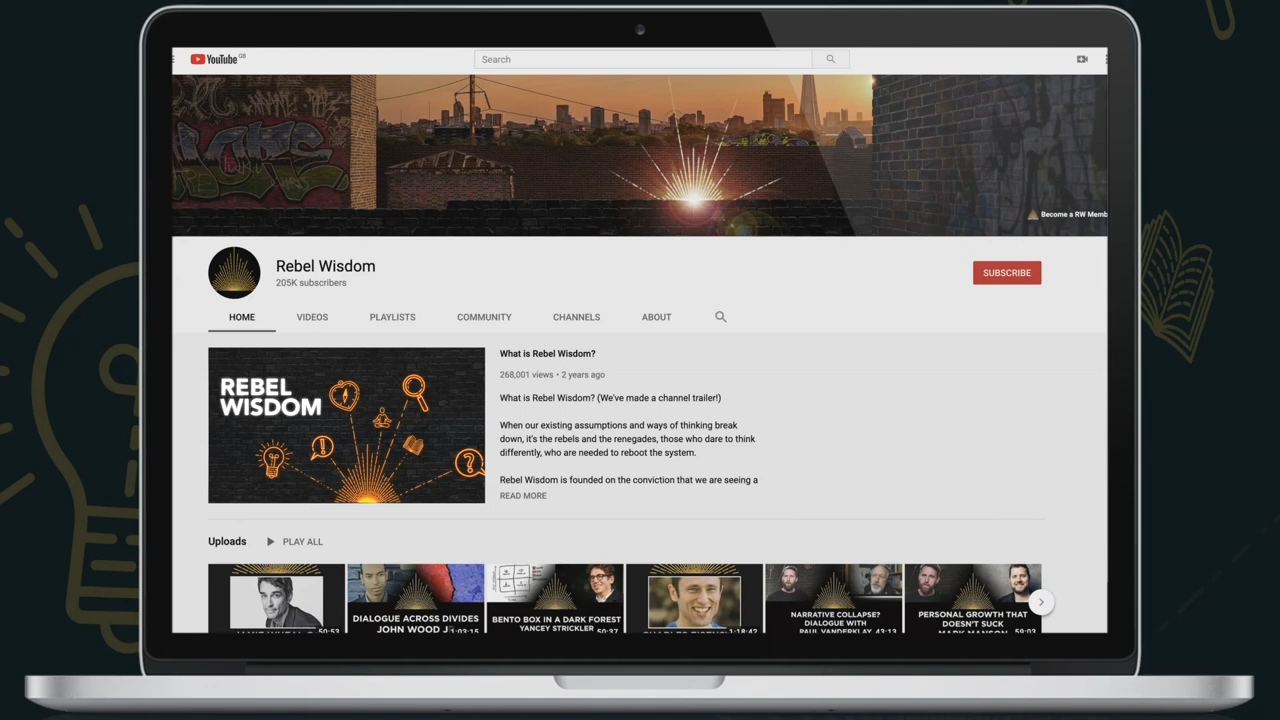 YouTube GB
Search
Become a RW Memb
Rebel Wisdom
205K subscribers
SUBSCRIBE
HOME VIDEOS PLAYLISTS COMMUNITY CHANNELS ABOUT
REBEL
WISDOM
What is Rebel Wisdom?
268,001 views • 2 years ago
What is Rebel Wisdom? (We've made a channel trailer!)
When our existing assumptions and ways of thinking break
down, it's the rebels and the renegades, those who dare to think
differently, who are needed to reboot the system.
Rebel Wisdom is founded on the conviction that we are seeing a
READ MORE
Uploads PLAY ALL
50:53
DIALOGUE ACROSS DIVIDES
JOHN WOOD J
1:03:15
BENTO BOX IN A DARK FOREST
YANCEY STRICKLER
50:37
1:18:42
NARRATIVE COLLAPSE?
DIALOGUE WITH
PAUL VANDERKLAY
43:13
PERSONAL GROWTH THAT
DOESN'T SUCK
MARK MANSON
59:03